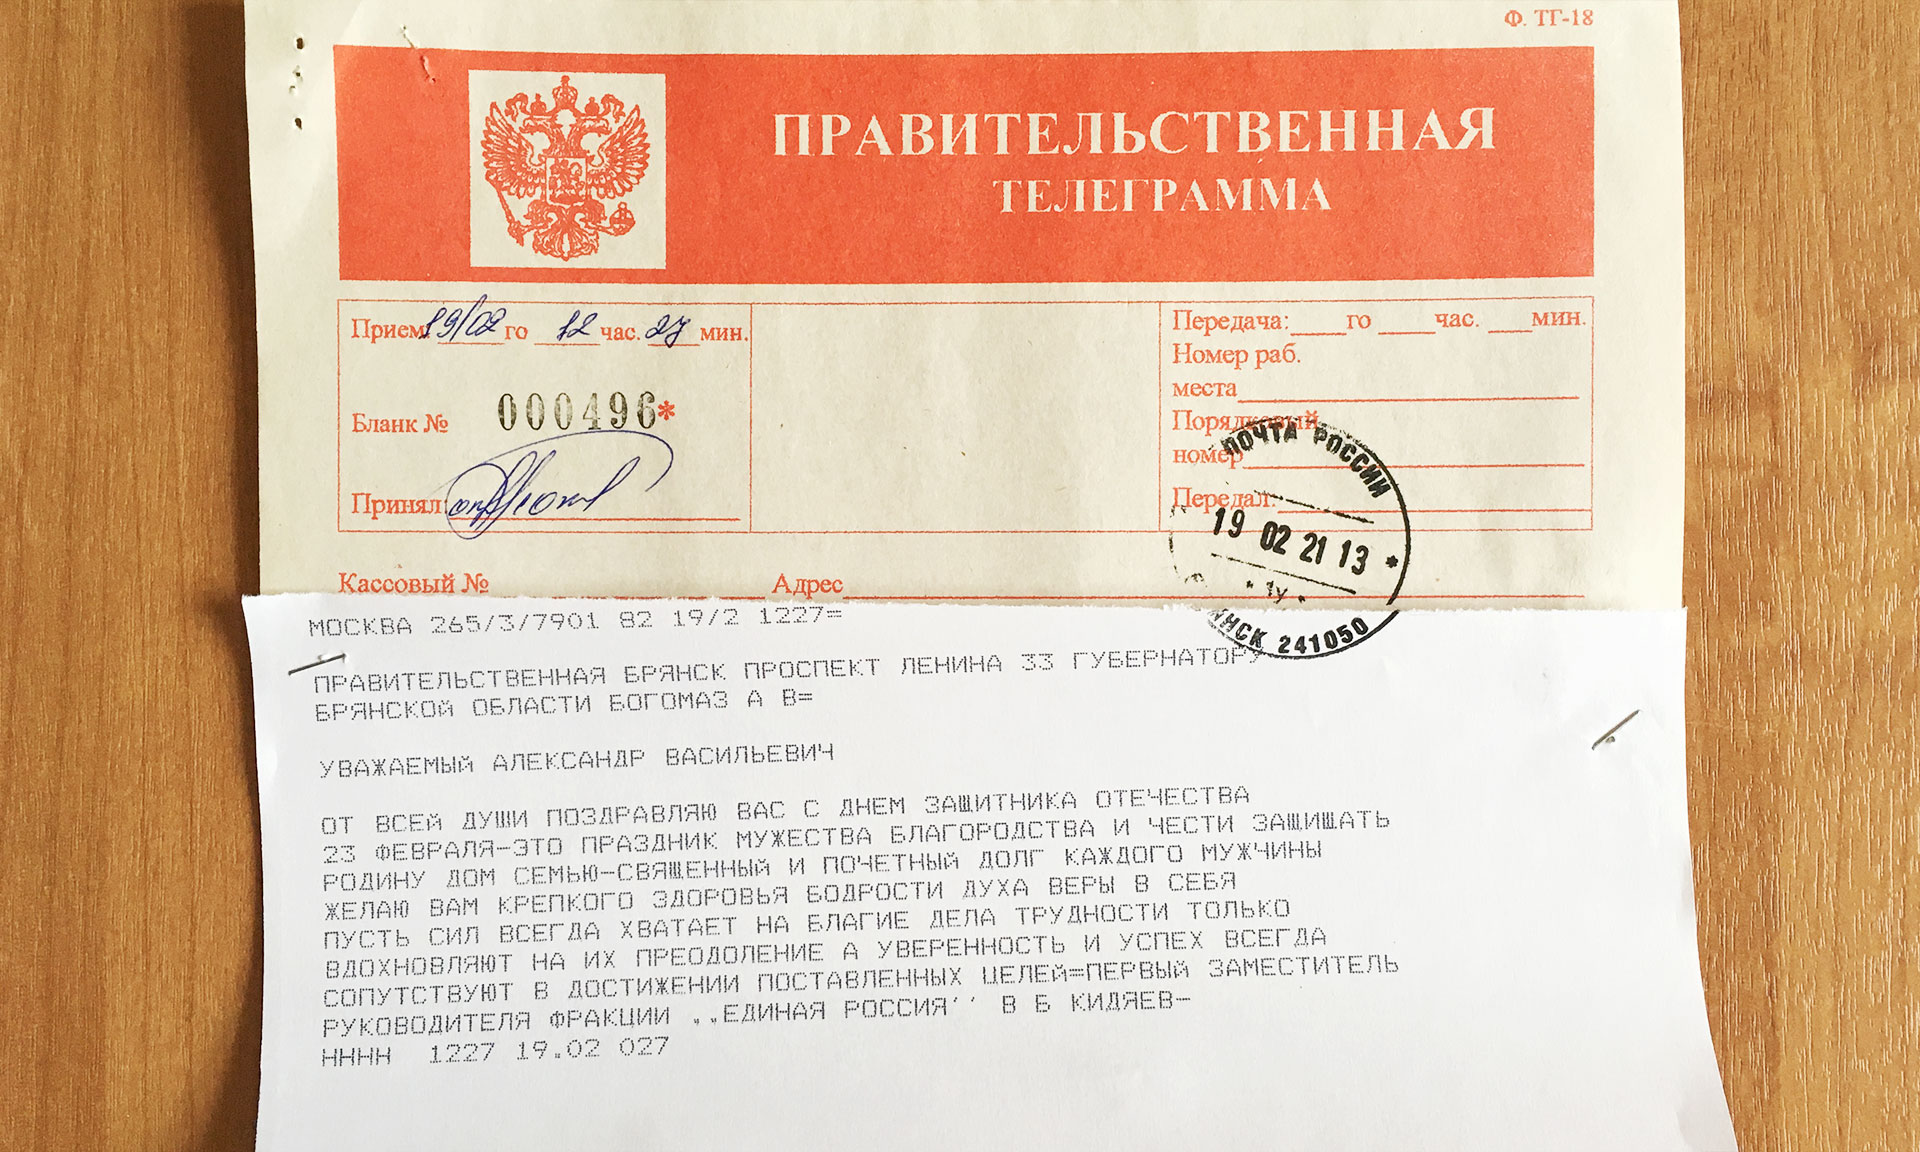 Ф. ТГ-18
ПРАВИТЕЛЬСТВЕННАЯ
ТЕЛЕГРАММА
Прием 19/02 го 12 час. 27 мин.
Бланк № 000496*
Принял:
Передача: го час. мин.
Номер раб.
места
Порядковый
номер
Передал:
ПОЧТА РОССИИ
19 02 21 13 *
* 1у *
НСК 241050
Кассовый № Адрес
МОСКВА 265/3/7901 82 19/2 1227=
ПРАВИТЕЛЬСТВЕННАЯ БРЯНСК ПРОСПЕКТ ЛЕНИНА 33 ГУБЕРНАТОРУ
БРЯНСКОЙ ОБЛАСТИ БОГОМАЗ А В=
УВАЖАЕМЫЙ АЛЕКСАНДР ВАСИЛЬЕВИЧ
ОТ ВСЕЙ ДУШИ ПОЗДРАВЛЯЮ ВАС С ДНЕМ ЗАЩИТНИКА ОТЕЧЕСТВА
23 ФЕВРАЛЯ-ЭТО ПРАЗДНИК МУЖЕСТВА БЛАГОРОДСТВА И ЧЕСТИ ЗАЩИЩАТЬ
РОДИНУ ДОМ СЕМЬЮ-СВЯЩЕННЫЙ И ПОЧЕТНЫЙ ДОЛГ КАЖДОГО МУЖЧИНЫ
ЖЕЛАЮ ВАМ КРЕПКОГО ЗДОРОВЬЯ БОДРОСТИ ДУХА ВЕРЫ В СЕБЯ
ПУСТЬ СИЛ ВСЕГДА ХВАТАЕТ НА БЛАГИЕ ДЕЛА ТРУДНОСТИ ТОЛЬКО
ВДОХНОВЛЯЮТ НА ИХ ПРЕОДОЛЕНИЕ А УВЕРЕННОСТЬ И УСПЕХ ВСЕГДА
СОПУТСТВУЮТ В ДОСТИЖЕНИИ ПОСТАВЛЕННЫХ ЦЕЛЕЙ=ПЕРВЫЙ ЗАМЕСТИТЕЛЬ
РУКОВОДИТЕЛЯ ФРАКЦИИ ,,ЕДИНАЯ РОССИЯ'' В Б КИДЯЕВ-
НННН 1227 19.02 027